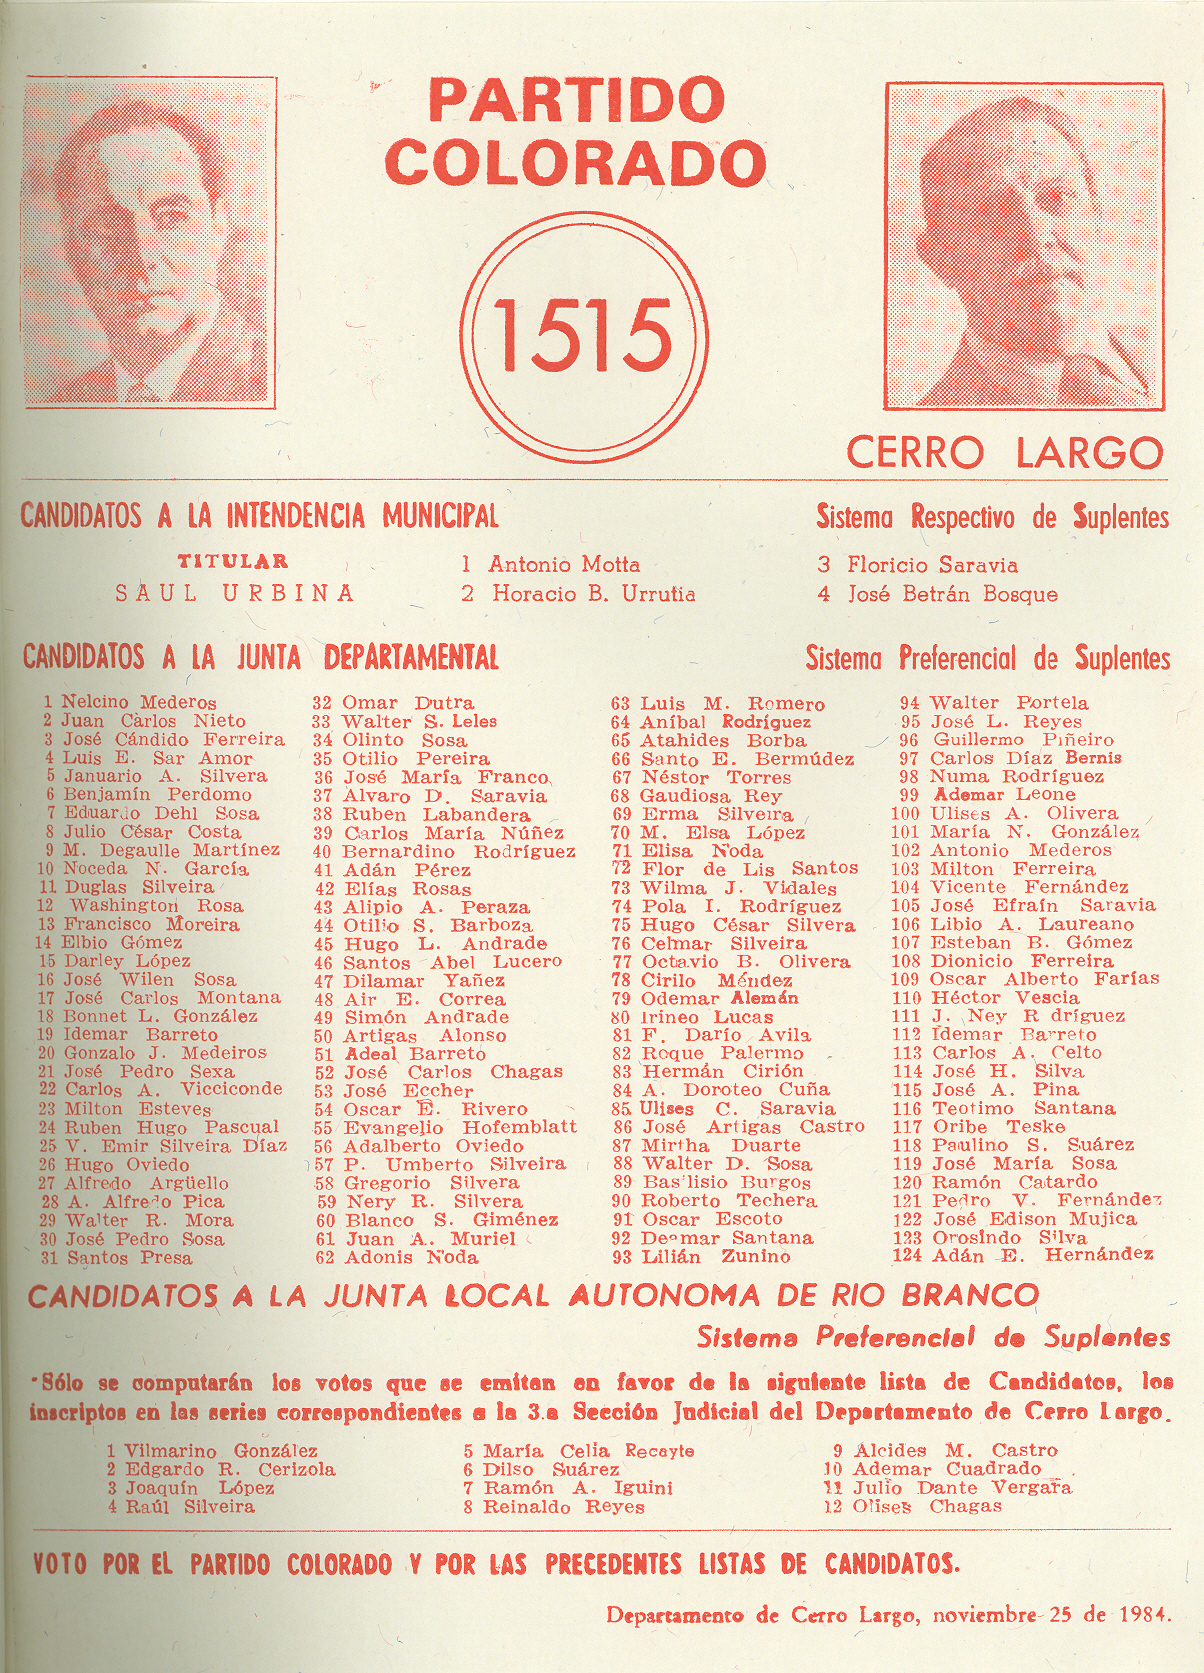 PARTIDO
COLORADO
1515
CERRO LARGO
CANDIDATOS A LA INTENDENCIA MUNICIPAL
Sistema Respectivo de Suplentes
TITULAR
SAUL URBINA
1 Antonio Motta
2 Horacio B. Urrutia
3 Floricio Saravia
4 José Betrán Bosque
CANDIDATOS A LA JUNTA DEPARTAMENTAL
Sistema Preferencial de Suplentes
1 Nelcino Mederos
2 Juan Carlos Nieto
3 José Cándido Ferreira
4 Luis E. Sar Amor
5 Januario A. Silvera
6 Benjamín Perdomo
7 Eduardo Dehl Sosa
8 Julio César Costa
9 M. Degaulle Martínez
10 Noceda N. García
11 Duglas Silveira
12 Washington Rosa
13 Francisco Moreira
14 Elbio Gómez
15 Darley López
16 José Wilen Sosa
17 José Carlos Montana
18 Bonnet L. González
19 Idemar Barreto
20 Gonzalo J. Medeiros
21 José Pedro Sexa
22 Carlos A. Vicciconde
23 Milton Esteves
24 Ruben Hugo Pascual
25 V. Emir Silveira Díaz
26 Hugo Oviedo
27 Alfredo Argüello
28 A. Alfredo Pica
29 Walter R. Mora
30 José Pedro Sosa
31 Santos Presa
32 Omar Dutra
33 Walter S. Leles
34 Olinto Sosa
35 Otilio Pereira
36 José María Franco
37 Alvaro D. Saravia
38 Ruben Labandera
39 Carlos María Núñez
40 Bernardino Rodríguez
41 Adán Pérez
42 Elías Rosas
43 Alipio A. Peraza
44 Otilio S. Barboza
45 Hugo L. Andrade
46 Santos Abel Lucero
47 Dilamar Yañez
48 Air E. Correa
49 Simón Andrade
50 Artigas Alonso
51 Adeal Barreto
52 José Carlos Chagas
53 José Eccher
54 Oscar E. Rivero
55 Evangelio Hofemblatt
56 Adalberto Oviedo
57 P. Umberto Silveira
58 Gregorio Silvera
59 Nery R. Silvera
60 Blanco S. Giménez
61 Juan A. Muriel
62 Adonis Noda
63 Luis M. Romero
64 Aníbal Rodríguez
65 Atahides Borba
66 Santo E. Bermúdez
67 Néstor Torres
68 Gaudiosa Rey
69 Erma Silveira
70 M. Elsa López
71 Elisa Noda
72 Flor de Lis Santos
73 Wilma J. Vidales
74 Pola I. Rodríguez
75 Hugo César Silvera
76 Celmar Silveira
77 Octavio B. Olivera
78 Cirilo Méndez
79 Odemar Alemán
80 Irineo Lucas
81 F. Darío Avila
82 Roque Palermo
83 Hermán Cirión
84 A. Doroteo Cuña
85 Ulises C. Saravia
86 José Artigas Castro
87 Mirtha Duarte
88 Walter D. Sosa
89 Basilisio Burgos
90 Roberto Techera
91 Oscar Escoto
92 Deomar Santana
93 Lilián Zunino
94 Walter Portela
95 José L. Reyes
96 Guillermo Piñeiro
97 Carlos Díaz Bernis
98 Numa Rodríguez
99 Ademar Leone
100 Ulises A. Olivera
101 María N. González
102 Antonio Mederos
103 Milton Ferreira
104 Vicente Fernández
105 José Efraín Saravia
106 Libio A. Laureano
107 Esteban B. Gómez
108 Dionicio Ferreira
109 Oscar Alberto Farías
110 Héctor Vescia
111 J. Ney R dríguez
112 Idemar Barreto
113 Carlos A. Celto
114 José H. Silva
115 José A. Pina
116 Teotimo Santana
117 Oribe Teske
118 Paulino S. Suárez
119 José María Sosa
120 Ramón Catardo
121 Pedro V. Fernández
122 José Edison Mujica
123 Orosindo Silva
124 Adán E. Hernández
CANDIDATOS A LA JUNTA LOCAL AUTONOMA DE RIO BRANCO
Sistema Preferencial de Suplentes
Sólo se computarán los votos que se emitan en favor de la siguiente lista de Candidatos, los
inscriptos en las series correspondientes a la 3.a Sección Judicial del Departamento de Cerro Largo.
1 Vilmarino González
2 Edgardo R. Cerizola
3 Joaquín López
4 Raúl Silveira
5 María Celia Recayte
6 Dilso Suárez
7 Ramón A. Iguini
8 Reinaldo Reyes
9 Alcides M. Castro
10 Ademar Cuadrado
11 Julio Dante Vergara
12 Olises Chagas
VOTO POR EL PARTIDO COLORADO Y POR LAS PRECEDENTES LISTAS DE CANDIDATOS.
Departamento de Cerro Largo, noviembre 25 de 1984.